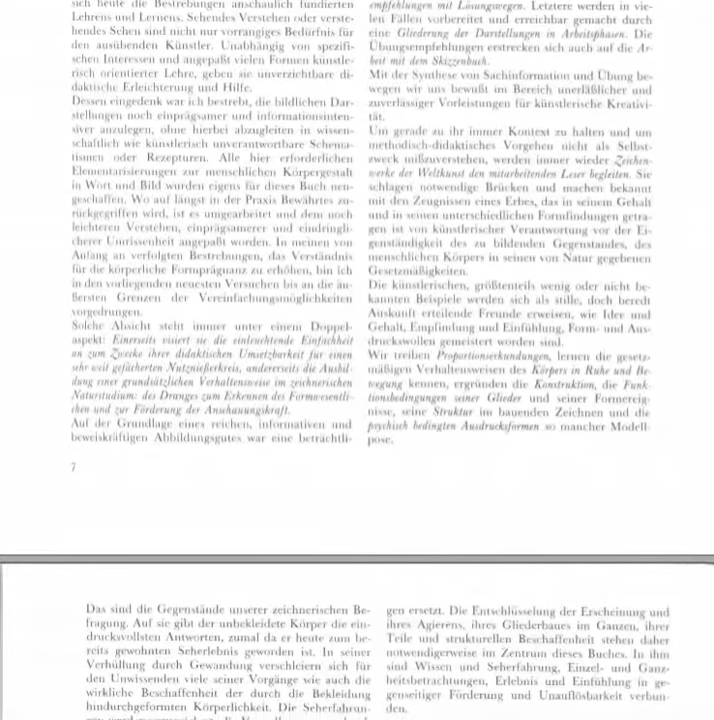 sich heute die Bestrebungen anschaulich fundierten
Lehrens und Lernens. Sehendes Verstehen oder verste-
hendes Sehen sind nicht nur vorrangiges Bedürfnis für
den ausübenden Künstler. Unabhängig von spezifi-
schen Interessen und angepaßt vielen Formen künstle-
risch orientierter Lehre, geben sie unverzichtbare di-
daktische Erleichterung und Hilfe.
Dessen eingedenk war ich bestrebt, die bildlichen Dar-
stellungen noch einprägsamer und informationsinten-
siver anzulegen, ohne hierbei abzugleiten in wissen-
schaftlich wie künstlerisch unverantwortbare Schema-
tismen oder Rezepturen. Alle hier erforderlichen
Elementarisierungen zur menschlichen Körpergestalt
in Wort und Bild wurden eigens für dieses Buch neu-
geschaffen. Wo auf längst in der Praxis Bewährtes zu-
rückgegriffen wird, ist es umgearbeitet und dem noch
leichteren Verstehen, einprägsamerer und eindringli-
cherer Umrissenheit angepaßt worden. In meinen von
Anfang an verfolgten Bestrebungen, das Verständnis
für die körperliche Formprägnanz zu erhöhen, bin ich
in den vorliegenden neuesten Versuchen bis an die äu-
ßersten Grenzen der Vereinfachungsmöglichkeiten
vorgedrungen.
Solche Absicht steht immer unter einem Doppel-
aspekt: Einerseits visiert sie die einleuchtende Einfachheit
an zum Zwecke ihrer didaktischen Umsetzbarkeit für einen
sehr weit gefächerten Nutznießerkreis, andererseits die Ausbil-
dung einer grundsätzlichen Verhaltensweise im zeichnerischen
Naturstudium: des Dranges zum Erkennen des Formwesentli-
chen und zur Förderung der Anschauungskraft.
Auf der Grundlage eines reichen, informativen und
beweiskräftigen Abbildungsgutes war eine beträchtli-
7
empfehlungen mit Lösungswegen. Letztere werden in vie-
len Fällen vorbereitet und erreichbar gemacht durch
eine Gliederung der Darstellungen in Arbeitsphasen. Die
Übungsempfehlungen erstrecken sich auch auf die Ar-
beit mit dem Skizzenbuch.
Mit der Synthese von Sachinformation und Übung be-
wegen wir uns bewußt im Bereich unerläßlicher und
zuverlässiger Vorleistungen für künstlerische Kreativi-
tät.
Um gerade zu ihr immer Kontext zu halten und um
methodisch-didaktisches Vorgehen nicht als Selbst-
zweck mißzuverstehen, werden immer wieder Zeichen-
werke der Weltkunst den mitarbeitenden Leser begleiten. Sie
schlagen notwendige Brücken und machen bekannt
mit den Zeugnissen eines Erbes, das in seinem Gehalt
und in seinen unterschiedlichen Formfindungen getra-
gen ist von künstlerischer Verantwortung vor der Ei-
genständigkeit des zu bildenden Gegenstandes, des
menschlichen Körpers in seinen von Natur gegebenen
Gesetzmäßigkeiten.
Die künstlerischen, größtenteils wenig oder nicht be-
kannten Beispiele werden sich als stille, doch beredt
Auskunft erteilende Freunde erweisen, wie Idee und
Gehalt, Empfindung und Einfühlung, Form- und Aus-
druckswollen gemeistert worden sind.
Wir treiben Proportionserkundungen, lernen die gesetz-
mäßigen Verhaltensweisen des Körpers in Ruhe und Be-
wegung kennen, ergründen die Konstruktion, die Funk-
tionsbedingungen seiner Glieder und seiner Formereig-
nisse, seine Struktur im bauenden Zeichnen und die
psychisch bedingten Ausdrucksformen so mancher Modell-
pose.
Das sind die Gegenstände unserer zeichnerischen Be-
fragung. Auf sie gibt der unbekleidete Körper die ein-
druckvollsten Antworten, zumal da er heute zum be-
reits gewohnten Seherlebnis geworden ist. In seiner
Verhüllung durch Gewandung verschleiern sich für
den Unwissenden viele seiner Vorgänge wie auch die
wirkliche Beschaffenheit der durch die Bekleidung
hindurchgeformten Körperlichkeit. Die Seherfahrun-
gen ersetzt. Die Entschlüsselung der Erscheinung und
ihres Agierens, ihres Gliederbaues im Ganzen, ihrer
Teile und strukturellen Beschaffenheit stehen daher
notwendigerweise im Zentrum dieses Buches. In ihm
sind Wissen und Seherfahrung, Einzel- und Ganz-
heitsbetrachtungen, Erlebnis und Einfühlung in ge-
genseitiger Förderung und Unauflösbarkeit verbun-
den.